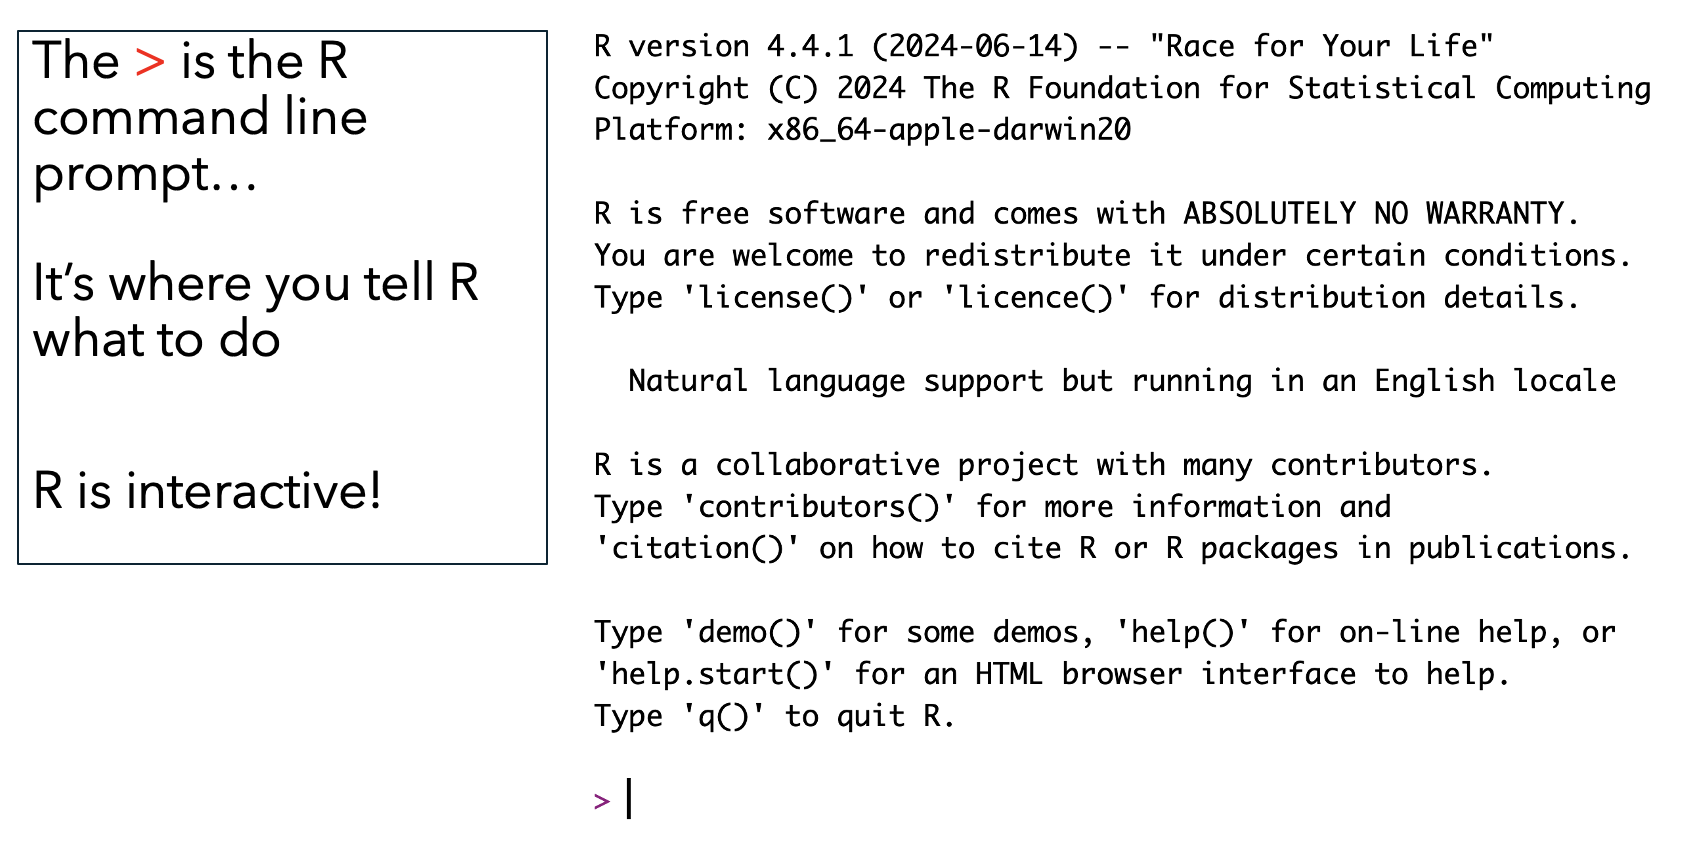 The > is the R
command line
prompt…
It’s where you tell R
what to do
R is interactive!
R version 4.4.1 (2024-06-14) -- "Race for Your Life"
Copyright (C) 2024 The R Foundation for Statistical Computing
Platform: x86_64-apple-darwin20
R is free software and comes with ABSOLUTELY NO WARRANTY.
You are welcome to redistribute it under certain conditions.
Type 'license()' or 'licence()' for distribution details.
Natural language support but running in an English locale
R is a collaborative project with many contributors.
Type 'contributors()' for more information and
'citation()' on how to cite R or R packages in publications.
Type 'demo()' for some demos, 'help()' for on-line help, or
'help.start()' for an HTML browser interface to help.
Type 'q()' to quit R.
>